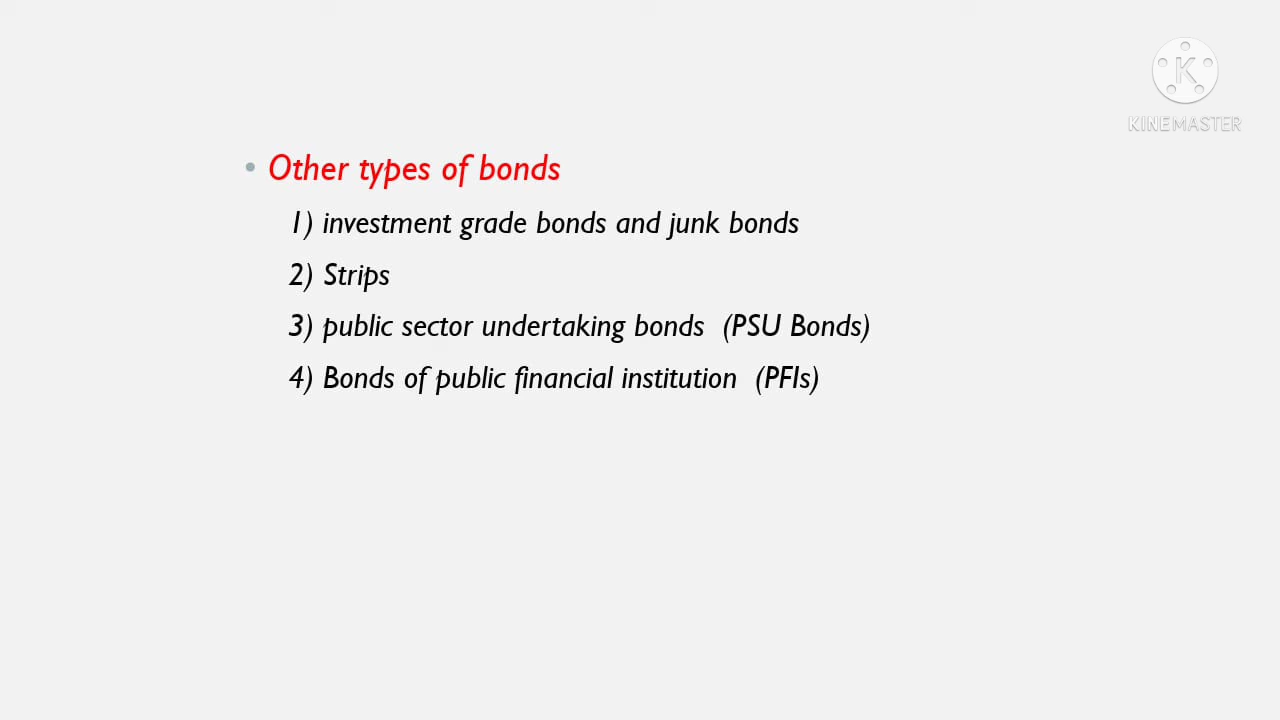 K
KINEMASTER
• Other types of bonds
1) investment grade bonds and junk bonds
2) Strips
3) public sector undertaking bonds (PSU Bonds)
4) Bonds of public financial institution (PFIs)